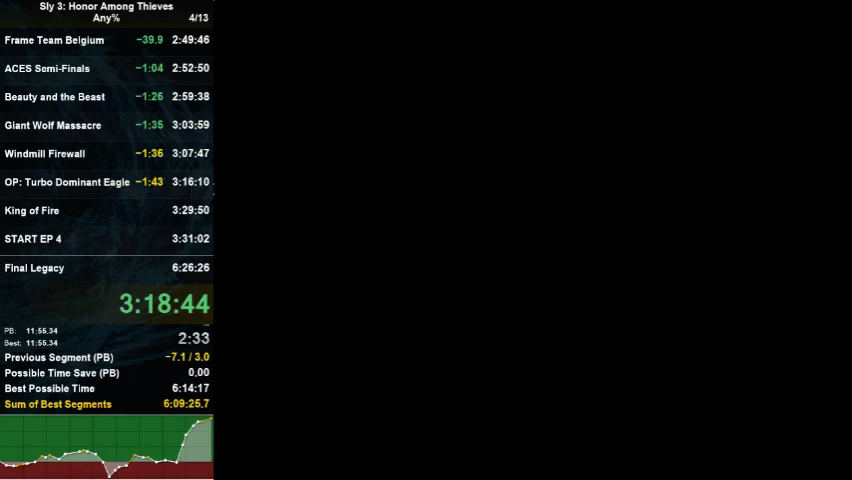 Sly 3: Honor Among Thieves
Any% 4/13
Frame Team Belgium −39.9 2:49:46
ACES Semi-Finals −1:04 2:52:50
Beauty and the Beast −1:26 2:59:38
Giant Wolf Massacre −1:35 3:03:59
Windmill Firewall −1:36 3:07:47
OP: Turbo Dominant Eagle −1:43 3:16:10
King of Fire 3:29:50
START EP 4 3:31:02
Final Legacy 6:26:26
3:18:44
PB: 11:55.34
Best: 11:55.34
2:33
Previous Segment (PB) −7.1 / 3.0
Possible Time Save (PB) 0.00
Best Possible Time 6:14:17
Sum of Best Segments 6:09:25.7